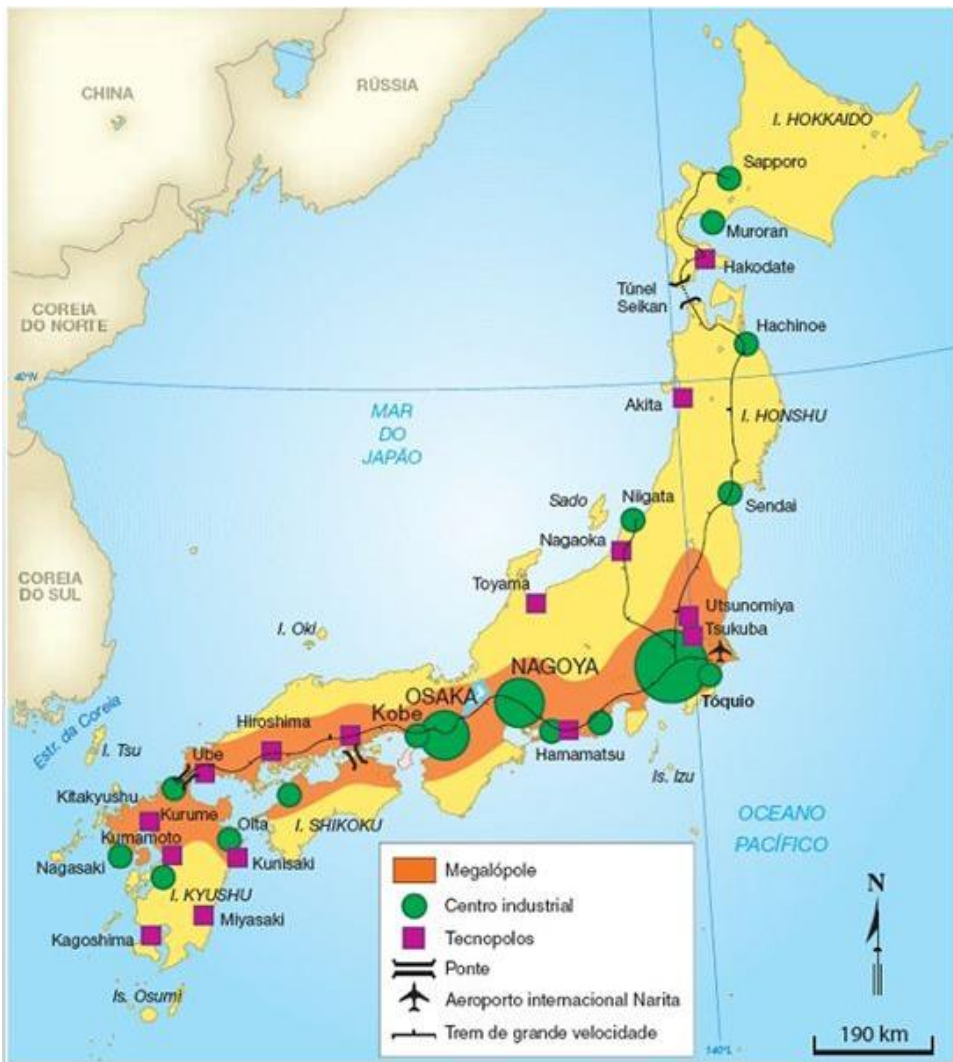 CHINA
RÚSSIA
I. HOKKAIDO
Sapporo
Muroran
Hakodate
Túnel
Seikan
COREIA
DO NORTE
Hachinoe
40°N
Akita
I. HONSHU
MAR
DO
JAPÃO
Sado
Niigata
Sendai
Nagaoka
COREIA
DO SUL
Toyama
Utsunomiya
Tsukuba
I. Oki
NAGOYA
OSAKA
Tóquio
Kobe
Hiroshima
Estr. da Coreia
I. Tsu
Ube
Hamamatsu
Is. Izu
Kitakyushu
Kurume
Oita
I. SHIKOKU
OCEANO
PACÍFICO
Kumamoto
Nagasaki
Kunisaki
I. KYUSHU
Miyasaki
Kagoshima
Is. Osumi
Megalópole
Centro industrial
Tecnopolos
Ponte
Aeroporto internacional Narita
Trem de grande velocidade
N
140°L
190 km